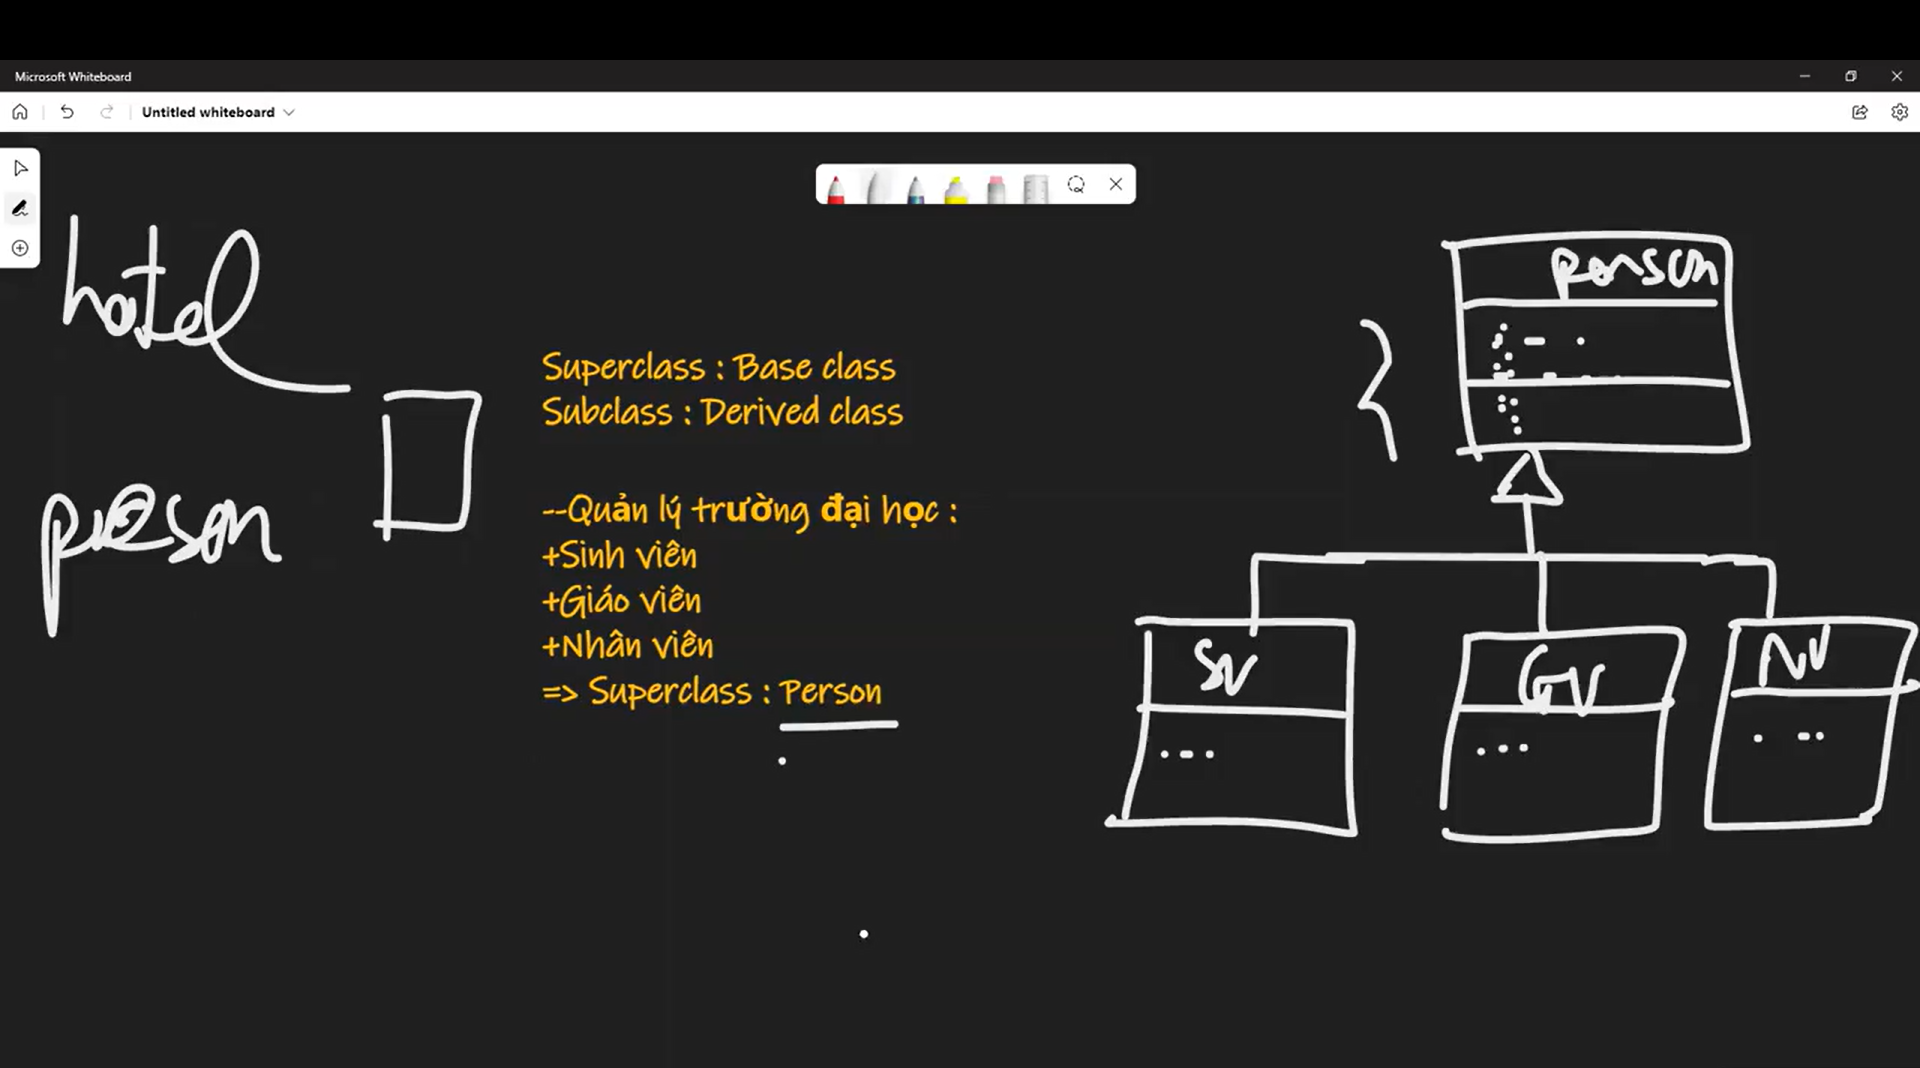 Microsoft Whiteboard
Untitled whiteboard
hotel
person
Superclass : Base class
Subclass : Derived class
--Quản lý trường đại học :
+Sinh viên
+Giáo viên
+Nhân viên
=> Superclass : Person
person
SV
GV
NV